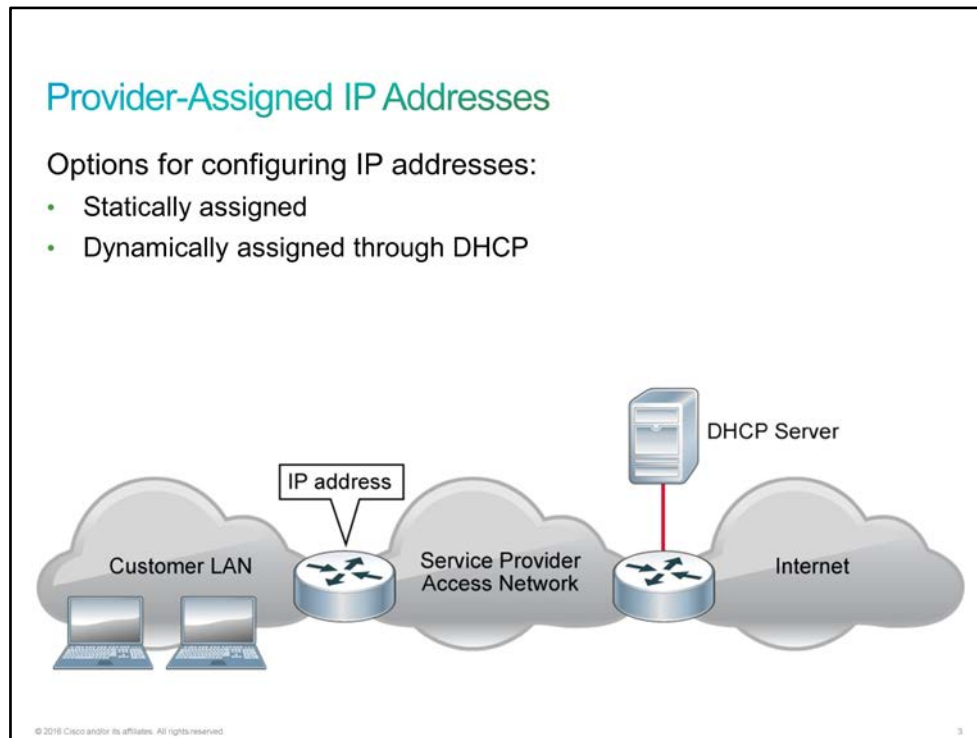 Provider-Assigned IP Addresses
Options for configuring IP addresses:
• Statically assigned
• Dynamically assigned through DHCP
DHCP Server
IP address
Customer LAN
Service Provider
Access Network
Internet
© 2016 Cisco and/or its affiliates. All rights reserved.
3